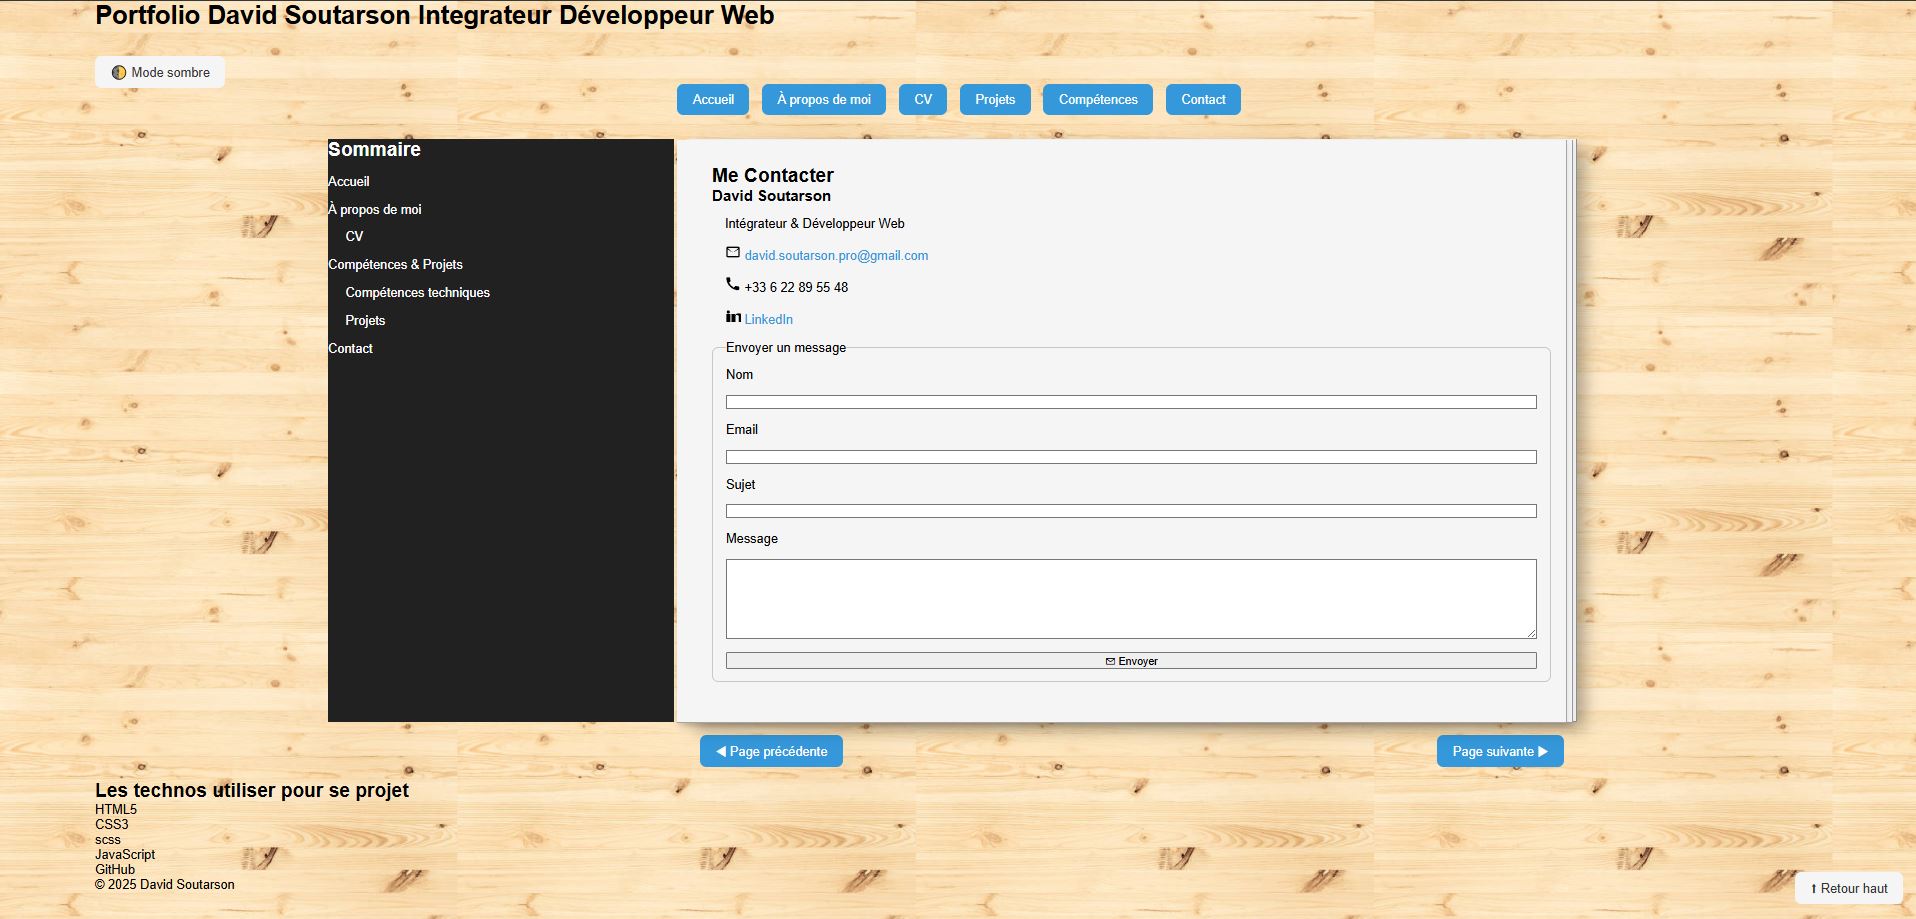 Portfolio David Soutarson Integrateur Développeur Web
Mode sombre
Accueil À propos de moi CV Projets Compétences Contact
Sommaire
Accueil
À propos de moi
CV
Compétences & Projets
Compétences techniques
Projets
Contact
Me Contacter
David Soutarson
Intégrateur & Développeur Web
david.soutarson.pro@gmail.com
+33 6 22 89 55 48
LinkedIn
Envoyer un message
Nom
Email
Sujet
Message
Envoyer
Page précédente Page suivante
Les technos utiliser pour se projet
HTML5
CSS3
scss
JavaScript
GitHub
© 2025 David Soutarson
Retour haut